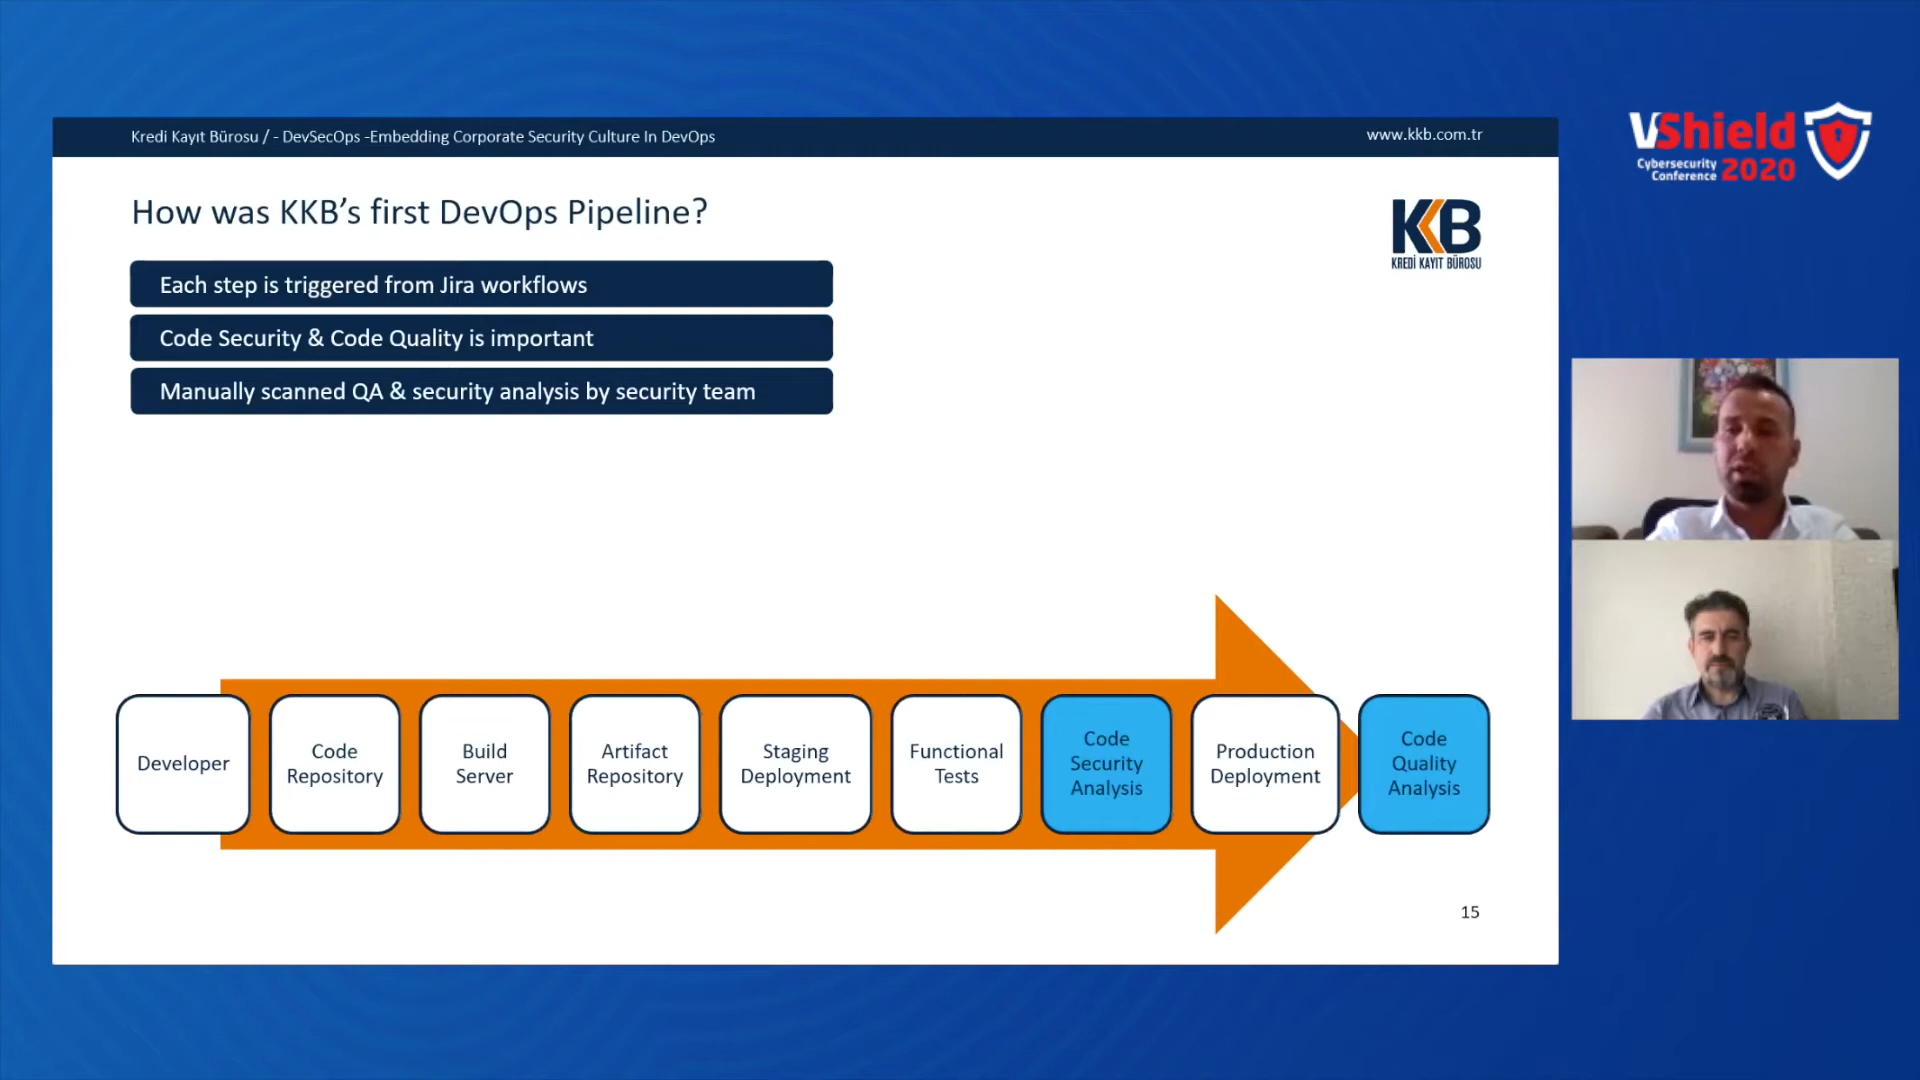 Kredi Kayıt Bürosu / - DevSecOps -Embedding Corporate Security Culture In DevOps
www.kkb.com.tr
VShield
Cybersecurity
Conference 2020
How was KKB's first DevOps Pipeline?
KKB
KREDİ KAYIT BÜROSU
Each step is triggered from Jira workflows
Code Security & Code Quality is important
Manually scanned QA & security analysis by security team
Developer
Code
Repository
Build
Server
Artifact
Repository
Staging
Deployment
Functional
Tests
Code
Security
Analysis
Production
Deployment
Code
Quality
Analysis
15